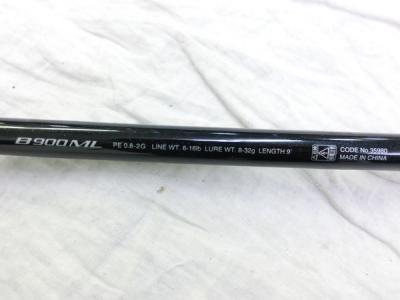 B900ML PE 0.8-2G LINE WT. 6-16lb LURE WT. 8-32g LENGTH 9'
CODE No.35980
MADE IN CHINA